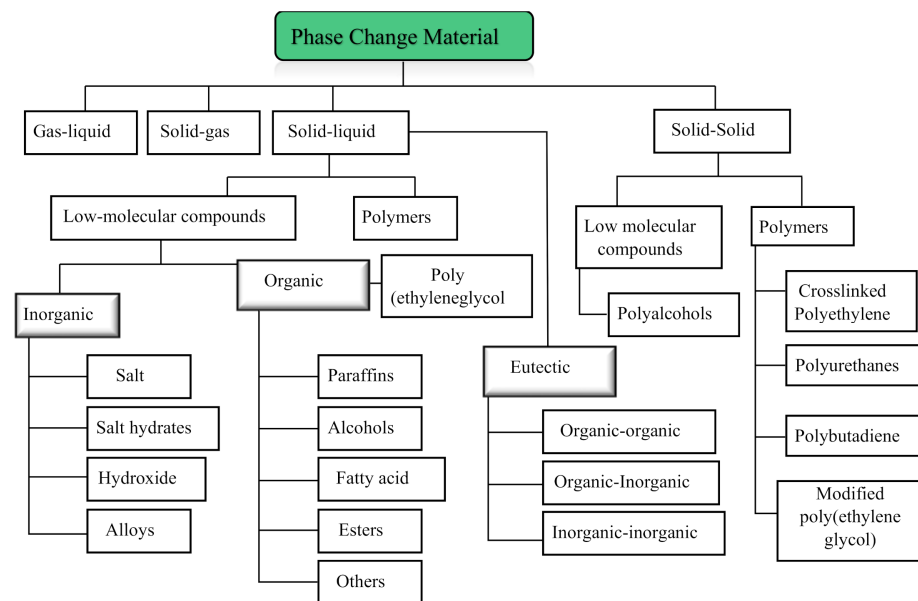 Phase Change Material
Gas-liquid
Solid-gas
Solid-liquid
Solid-Solid
Low-molecular compounds
Polymers
Low molecular
compounds
Polymers
Organic
Poly
(ethyleneglycol
Inorganic
Polyalcohols
Crosslinked
Polyethylene
Salt
Paraffins
Eutectic
Polyurethanes
Salt hydrates
Alcohols
Organic-organic
Polybutadiene
Hydroxide
Fatty acid
Organic-Inorganic
Modified
poly(ethylene
glycol)
Alloys
Esters
Inorganic-inorganic
Others